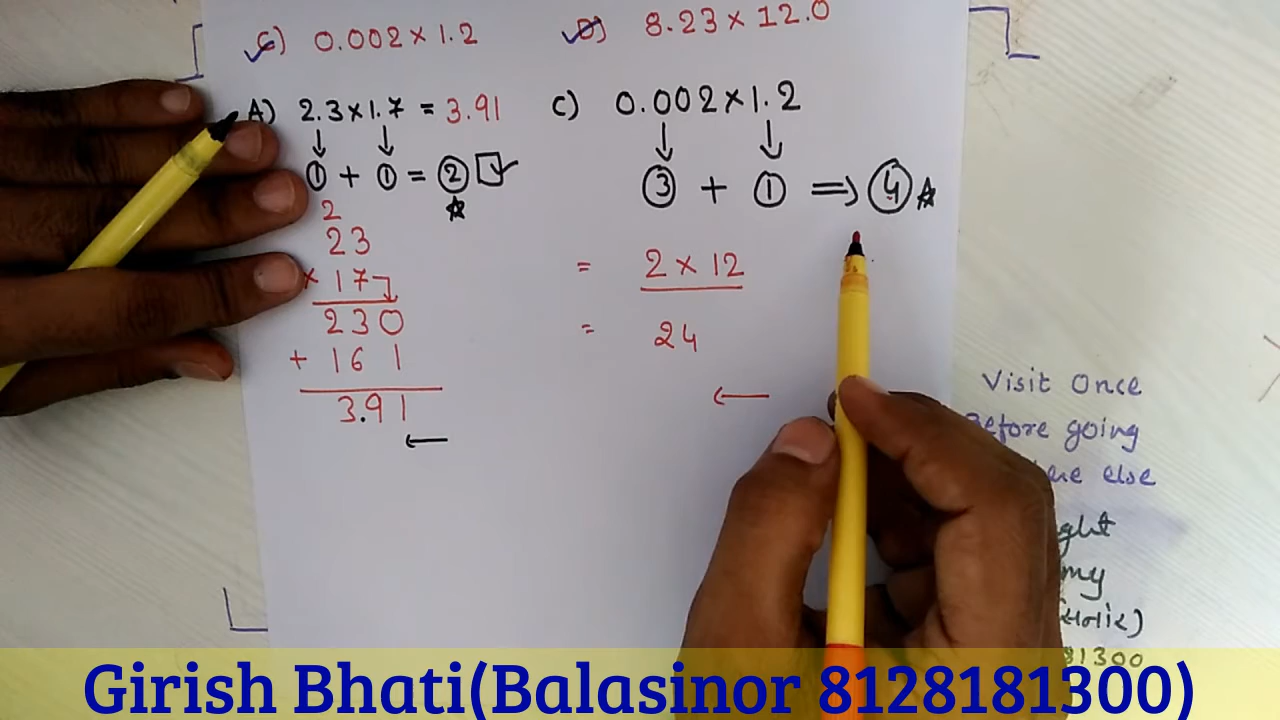 C) 0.002 × 1.2
D) 8.23 × 12.0
A) 2.3 × 1.7 = 3.91
① + ① = ②
2
23
× 17
230
+ 161
3.91
C) 0.002 × 1.2
③ + ① ⇒ ④
= 2 × 12
= 24
←
←
Visit Once
Before going
else
81300
Girish Bhati(Balasinor 8128181300)